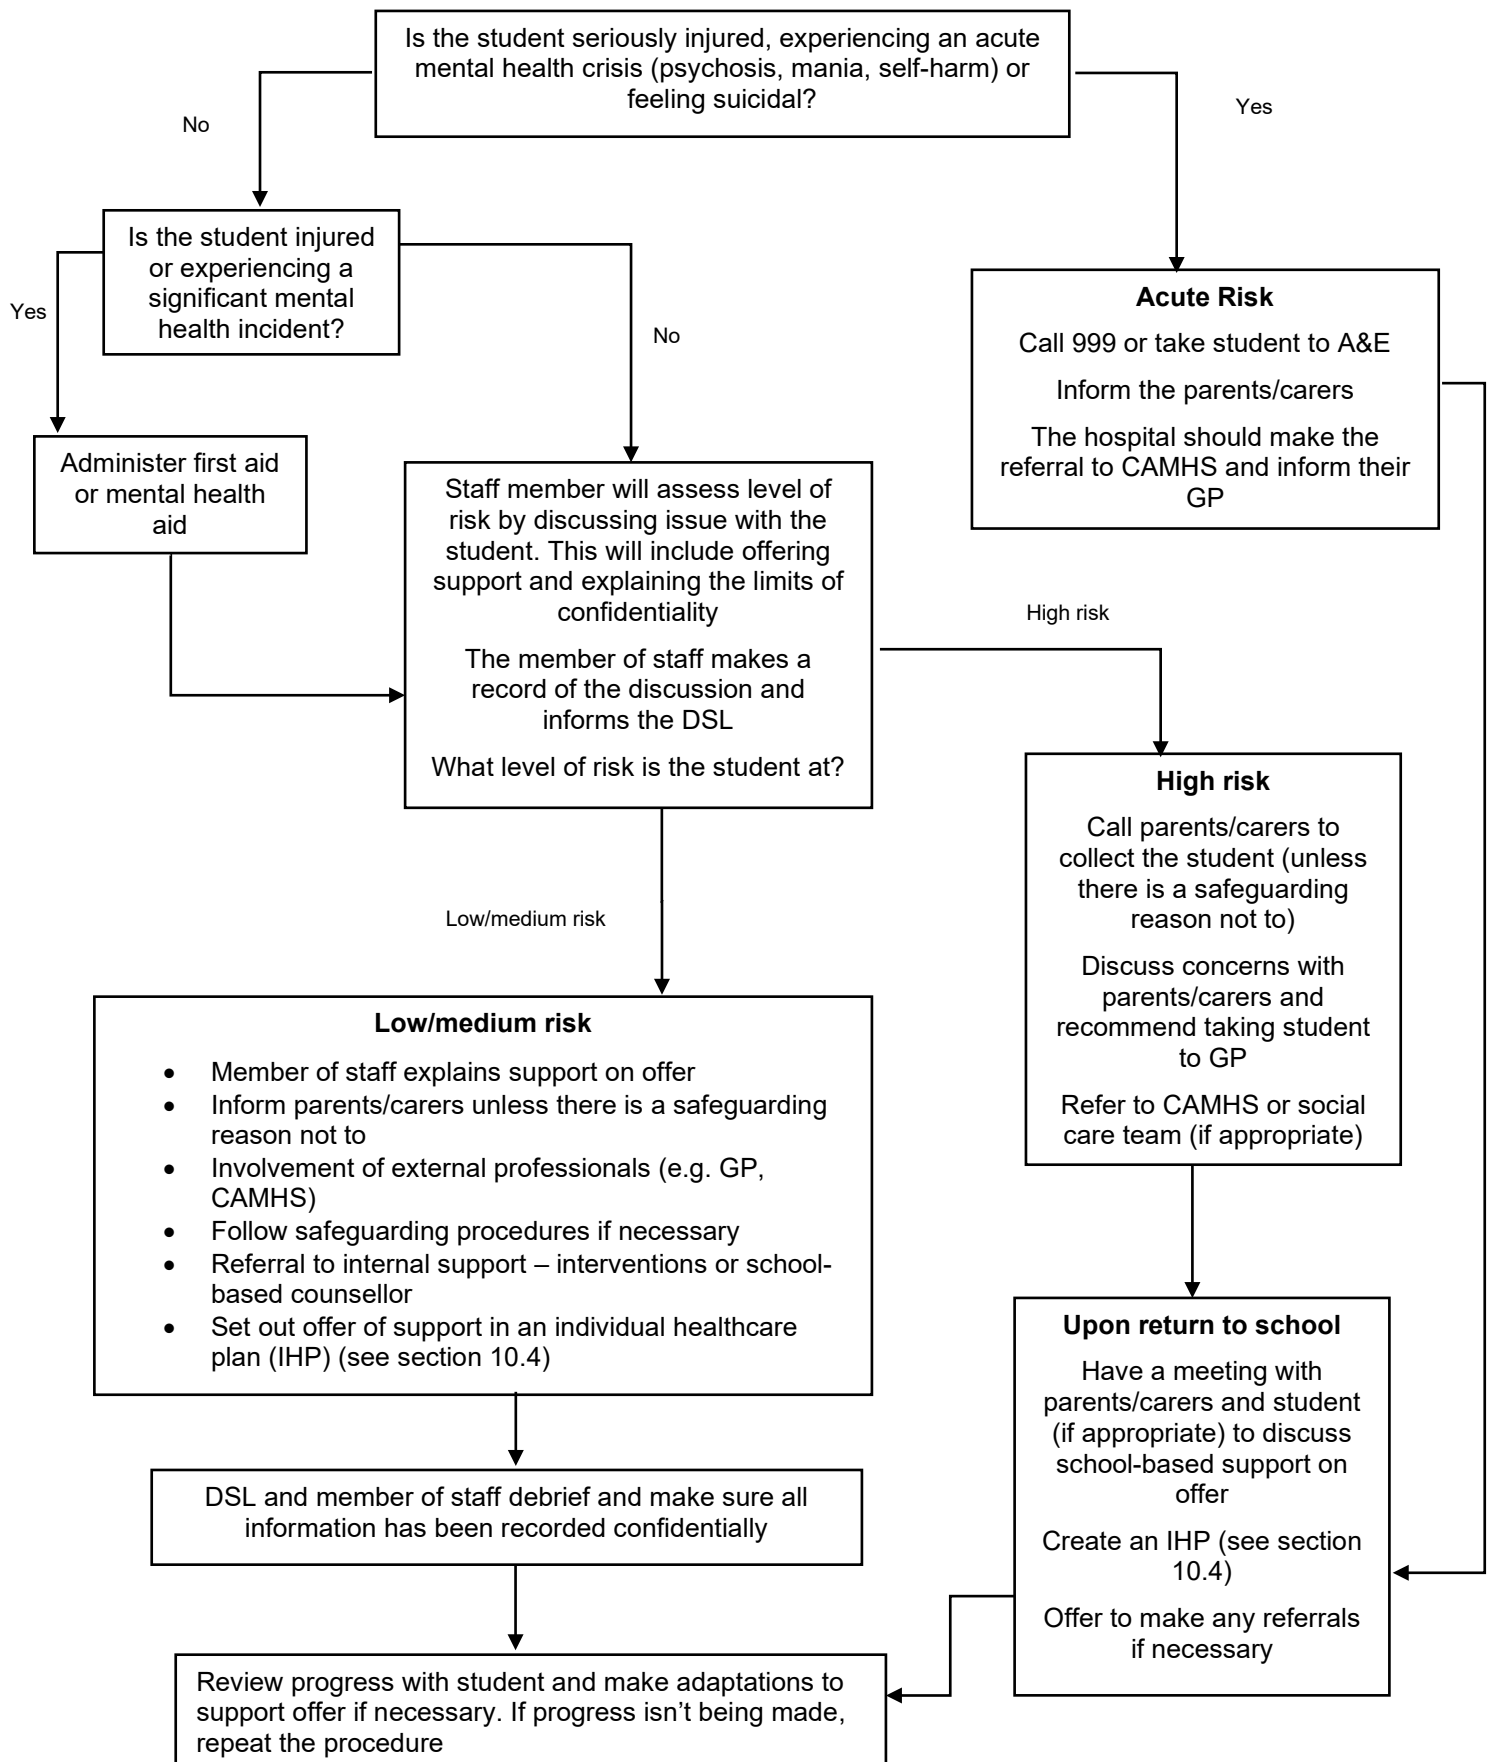 Is the student seriously injured, experiencing an acute
mental health crisis (psychosis, mania, self-harm) or
feeling suicidal?
No
Yes
Is the student injured
or experiencing a
significant mental
health incident?
Yes
No
Acute Risk
Call 999 or take student to A&E
Inform the parents/carers
The hospital should make the
referral to CAMHS and inform their
GP
Administer first aid
or mental health
aid
Staff member will assess level of
risk by discussing issue with the
student. This will include offering
support and explaining the limits of
confidentiality
The member of staff makes a
record of the discussion and
informs the DSL
What level of risk is the student at?
High risk
High risk
Call parents/carers to
collect the student (unless
there is a safeguarding
reason not to)
Discuss concerns with
parents/carers and
recommend taking student
to GP
Refer to CAMHS or social
care team (if appropriate)
Low/medium risk
Low/medium risk
• Member of staff explains support on offer
• Inform parents/carers unless there is a safeguarding
reason not to
• Involvement of external professionals (e.g. GP,
CAMHS)
• Follow safeguarding procedures if necessary
• Referral to internal support – interventions or school-
based counsellor
• Set out offer of support in an individual healthcare
plan (IHP) (see section 10.4)
Upon return to school
Have a meeting with
parents/carers and student
(if appropriate) to discuss
school-based support on
offer
Create an IHP (see section
10.4)
Offer to make any referrals
if necessary
DSL and member of staff debrief and make sure all
information has been recorded confidentially
Review progress with student and make adaptations to
support offer if necessary. If progress isn’t being made,
repeat the procedure